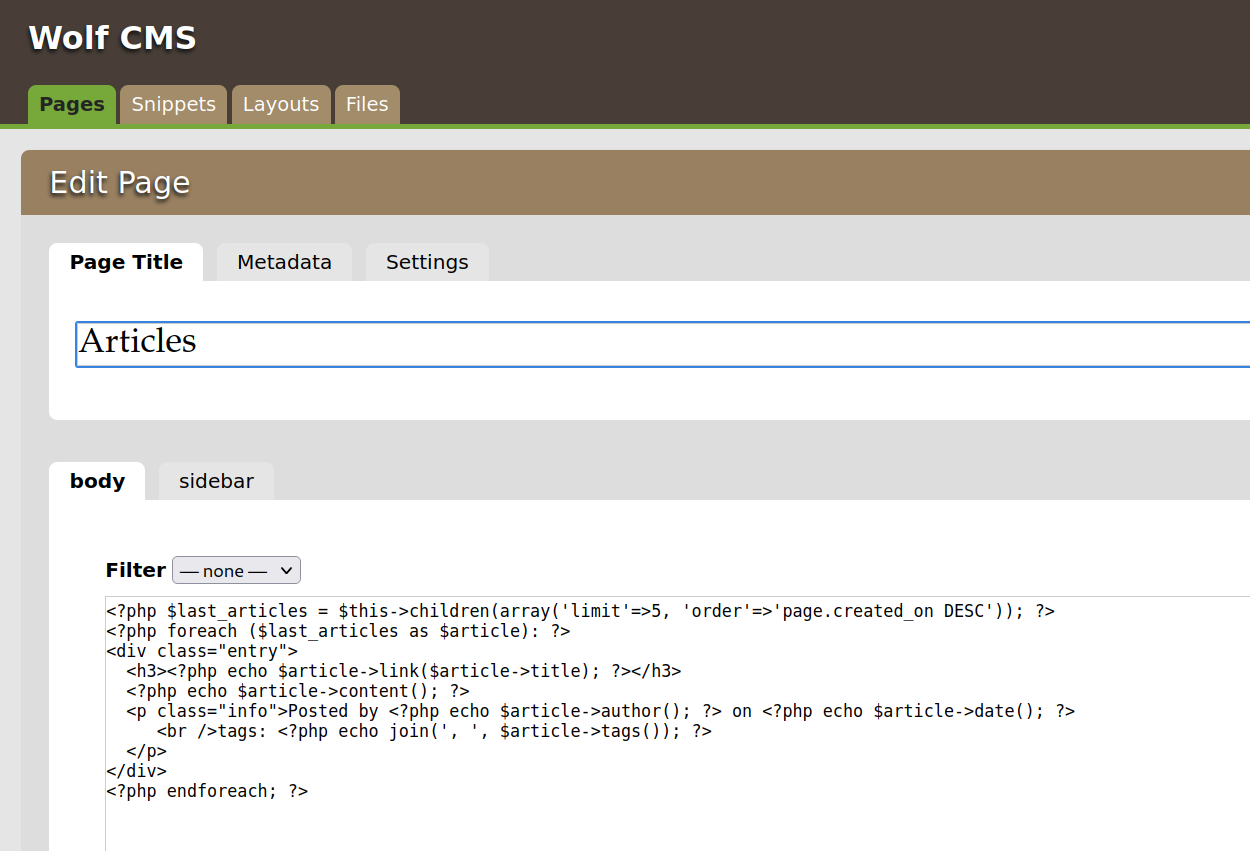 Wolf CMS
Pages Snippets Layouts Files
Edit Page
Page Title Metadata Settings
Articles
body sidebar
Filter — none —
<?php $last_articles = $this->children(array('limit'=>5, 'order'=>'page.created_on DESC')); ?>
<?php foreach ($last_articles as $article): ?>
<div class="entry">
  <h3><?php echo $article->link($article->title); ?></h3>
  <?php echo $article->content(); ?>
  <p class="info">Posted by <?php echo $article->author(); ?> on <?php echo $article->date(); ?>
     <br />tags: <?php echo join(', ', $article->tags()); ?>
  </p>
</div>
<?php endforeach; ?>